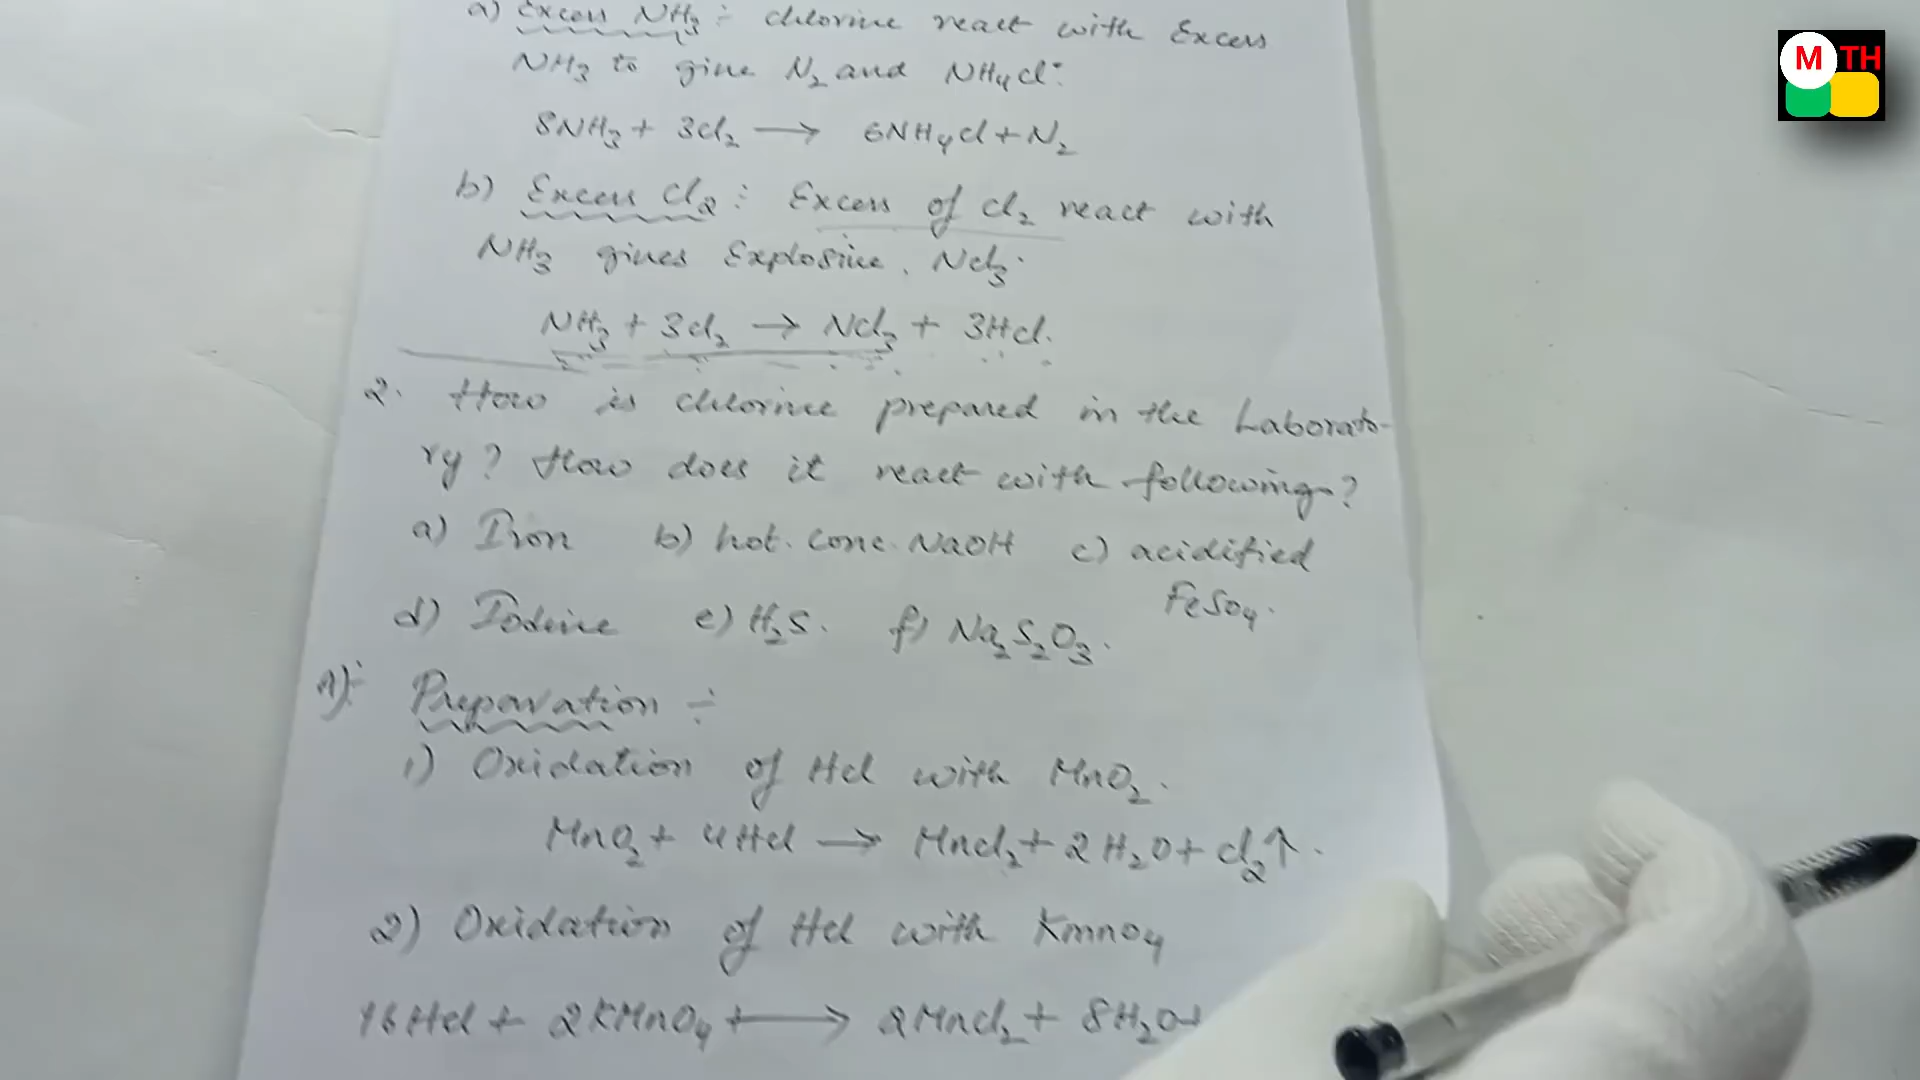 a) Excess NH3 :- chlorine react with Excess
NH3 to give N2 and NH4Cl.
8NH3 + 3Cl2 → 6NH4Cl + N2
b) Excess Cl2 :- Excess of Cl2 react with
NH3 gives Explosive. NCl3.
NH3 + 3Cl2 → NCl3 + 3HCl.
2. How is chlorine prepared in the Laborato-
ry? How does it react with following?
a) Iron b) hot. conc. NaOH c) acidified
FeSO4.
d) Iodine e) H2S. f) Na2S2O3.
A):- Preparation :-
1) Oxidation of HCl with MnO2.
MnO2 + 4HCl → MnCl2 + 2H2O + Cl2↑.
2) Oxidation of HCl with KMnO4
16HCl + 2KMnO4 + → 2MnCl2 + 8H2O+
M TH